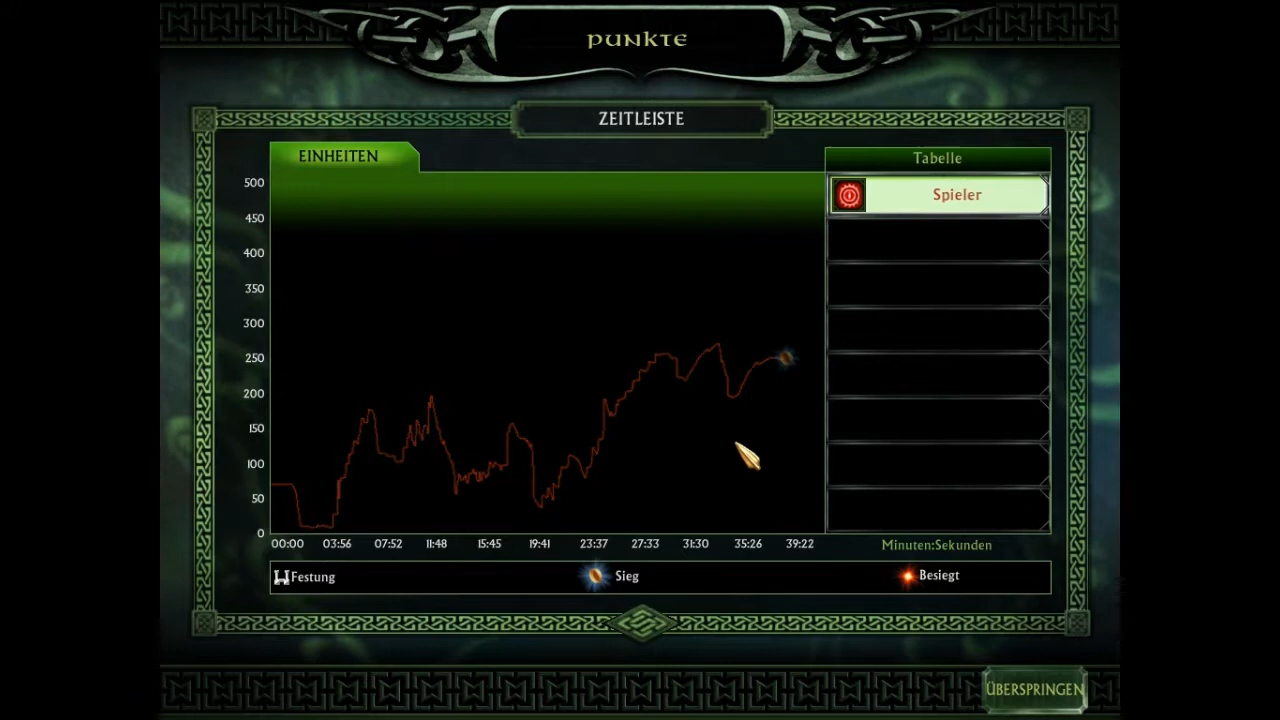 PUNKTE
ZEITLEISTE
EINHEITEN
Tabelle
Spieler
500
450
400
350
300
250
200
150
100
50
0
00:00 03:56 07:52 11:48 15:45 19:41 23:37 27:33 31:30 35:26 39:22
Minuten:Sekunden
Festung Sieg Besiegt
ÜBERSPRINGEN